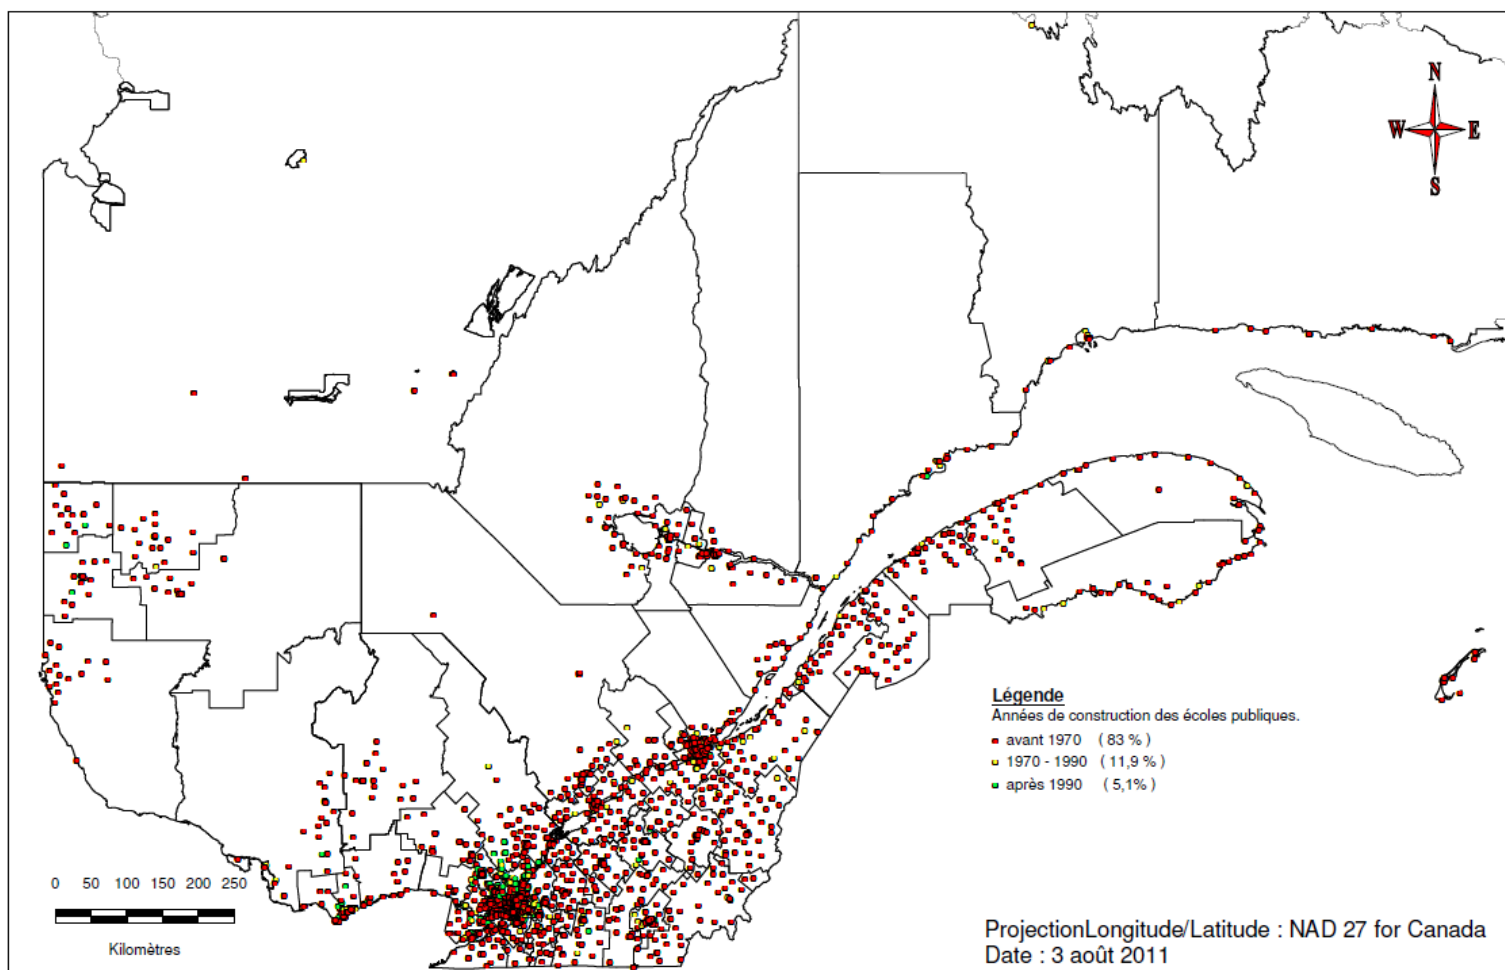 N
W E
S
Légende
Années de construction des écoles publiques.
avant 1970 ( 83 % )
1970 - 1990 ( 11,9 % )
après 1990 ( 5,1% )
0 50 100 150 200 250
Kilomètres
ProjectionLongitude/Latitude : NAD 27 for Canada
Date : 3 août 2011